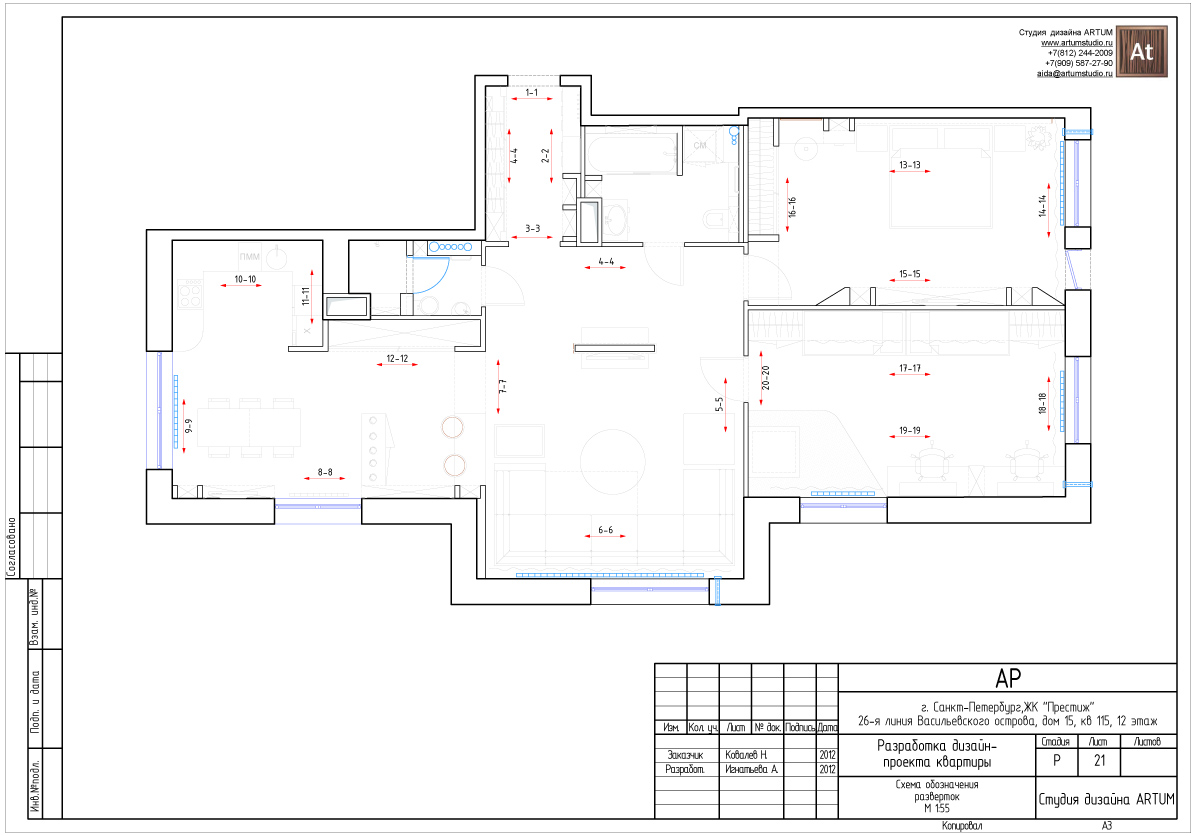 Студия дизайна ARTUM
www.artumstudio.ru
+7(812) 244-2009
+7(909) 587-27-90
aida@artumstudio.ru
At
1-1
4-4
2-2
3-3
СМ
4-4
16-16
13-13
14-14
15-15
ПММ
10-10
11-11
12-12
7-7
5-5
20-20
17-17
18-18
19-19
9-9
8-8
6-6
Согласовано
Взам. инд.№
Подп. и дата
Инв.№подл.
АР
г. Санкт-Петербург,ЖК "Престиж"
26-я линия Васильевского острова, дом 15, кв 115, 12 этаж
Изм. Кол. уч. Лист № док. Подпись Дата
Заказчик Ковалев Н. 2012
Разработ. Игнатьева А. 2012
Разработка дизайн-
проекта квартиры
Стадия Лист Листов
Р 21
Схема обозначения
разверток
М 1:55
Студия дизайна ARTUM
Копировал А3